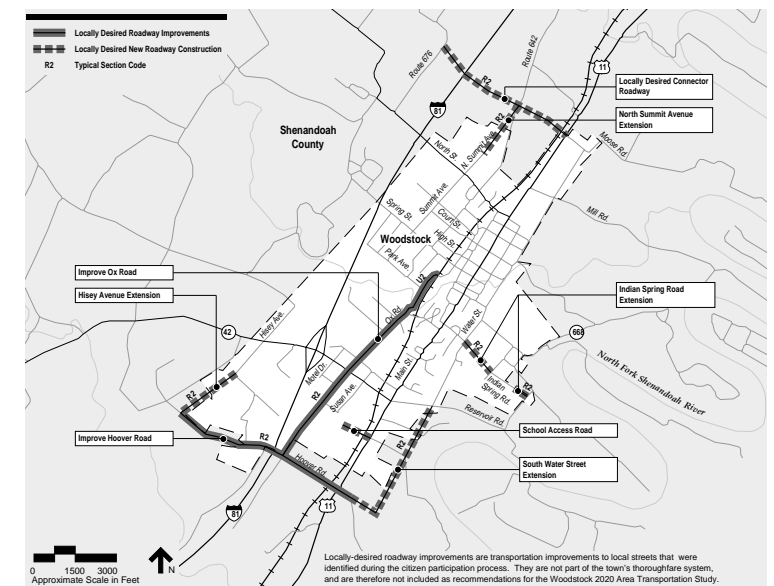 Locally Desired Roadway Improvements
Locally Desired New Roadway Construction
R2 Typical Section Code
Route 676
Route 642
11
R2
Locally Desired Connector
Roadway
81
North Summit Avenue
Extension
R2
Shenandoah
County
North St.
N. Summit Ave.
Moose Rd.
Summit Ave.
Spring St.
Court St.
High St.
Mill Rd.
Woodstock
Park Ave.
U2
Improve Ox Road
Hisey Avenue Extension
Indian Spring Road
Extension
Ox Rd.
Water St.
Hisey Ave.
42
668
R2
Main St.
North Fork Shenandoah River
Morel Dr.
R2
Susan Ave.
Indian
Spring Rd.
R2
R2
Reservoir Rd.
School Access Road
Improve Hoover Road
R2
R2
Hoover Rd.
South Water Street
Extension
81
11
N
0 1500 3000
Approximate Scale in Feet
Locally-desired roadway improvements are transportation improvements to local streets that were
identified during the citizen participation process. They are not part of the town's thoroughfare system,
and are therefore not included as recommendations for the Woodstock 2020 Area Transportation Study.